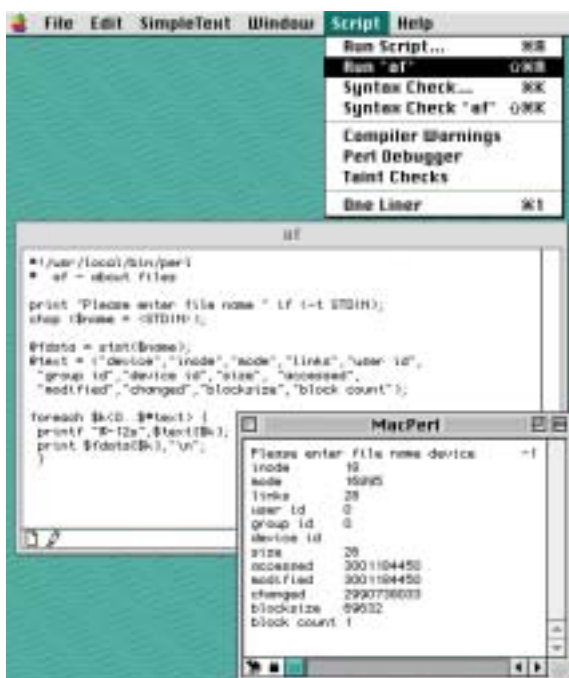 File Edit SimpleText Window Script Help
Run Script... ⌘R
Run "af" ⇧⌘R
Syntax Check... ⌘K
Syntax Check "af" ⇧⌘K
Compiler Warnings
Perl Debugger
Taint Checks
One Liner ⌘1
af
#!/usr/local/bin/perl
# af - about files
print "Please enter file name " if (-t STDIN);
chop ($name = <STDIN>);
@fdata = stat($name);
@text = ("device","inode","mode","links","user id",
"group id","device id","size", "accessed",
"modified","changed","blocksize","block count");
foreach $k(0..$#text) {
printf "%-12s",$text[$k];
print $fdata[$k],"\n";
}
MacPerl
Please enter file name device -1
inode
mode
links 28
user id 0
group id 0
device id
size 28
accessed
modified
changed
blocksize 69632
block count 1